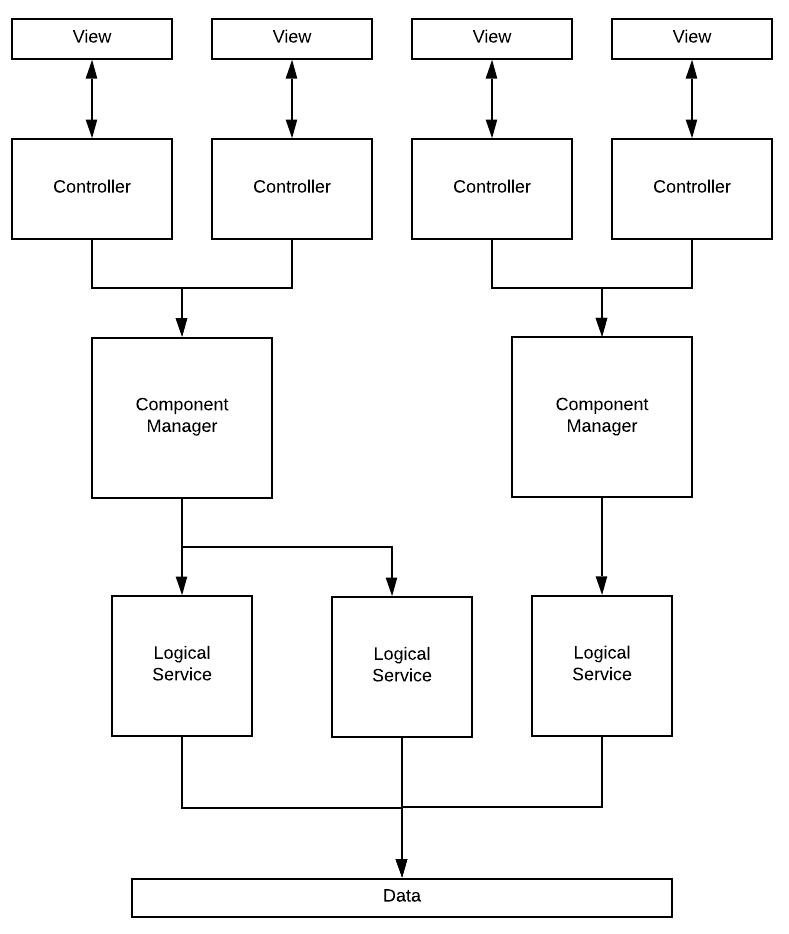 View
View
View
View
Controller
Controller
Controller
Controller
Component
Manager
Component
Manager
Logical
Service
Logical
Service
Logical
Service
Data